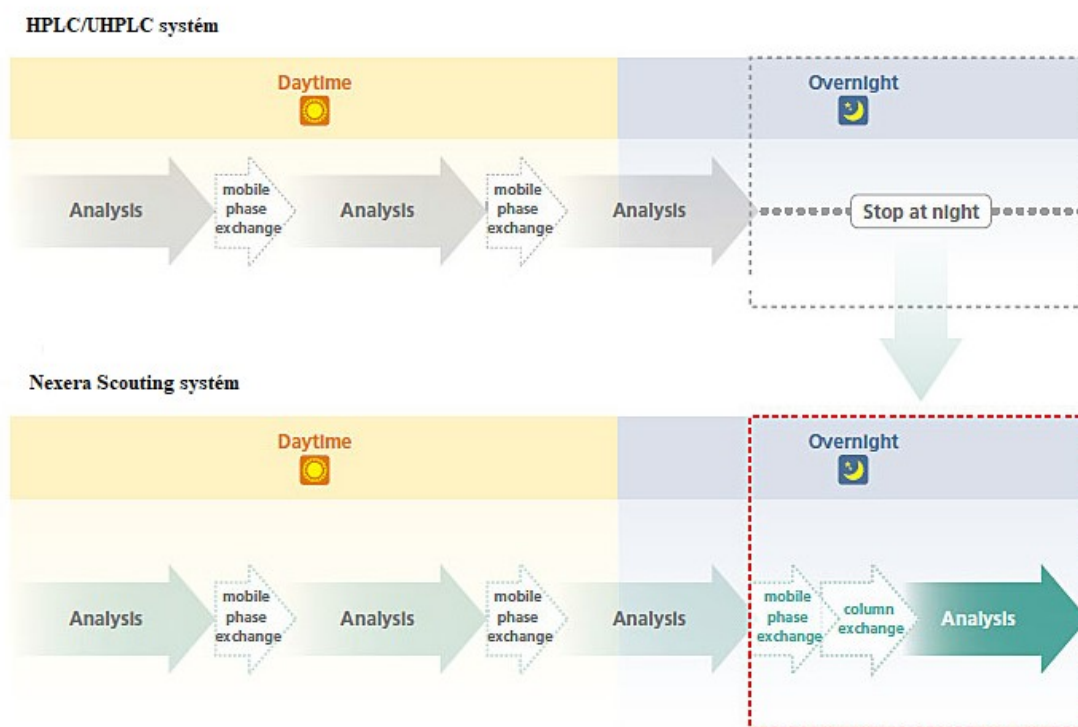 HPLC/UHPLC systém
Daytime
Overnight
Analysis
mobile
phase
exchange
Analysis
mobile
phase
exchange
Analysis
Stop at night
Nexera Scouting systém
Daytime
Overnight
Analysis
mobile
phase
exchange
Analysis
mobile
phase
exchange
Analysis
mobile
phase
exchange
column
exchange
Analysis